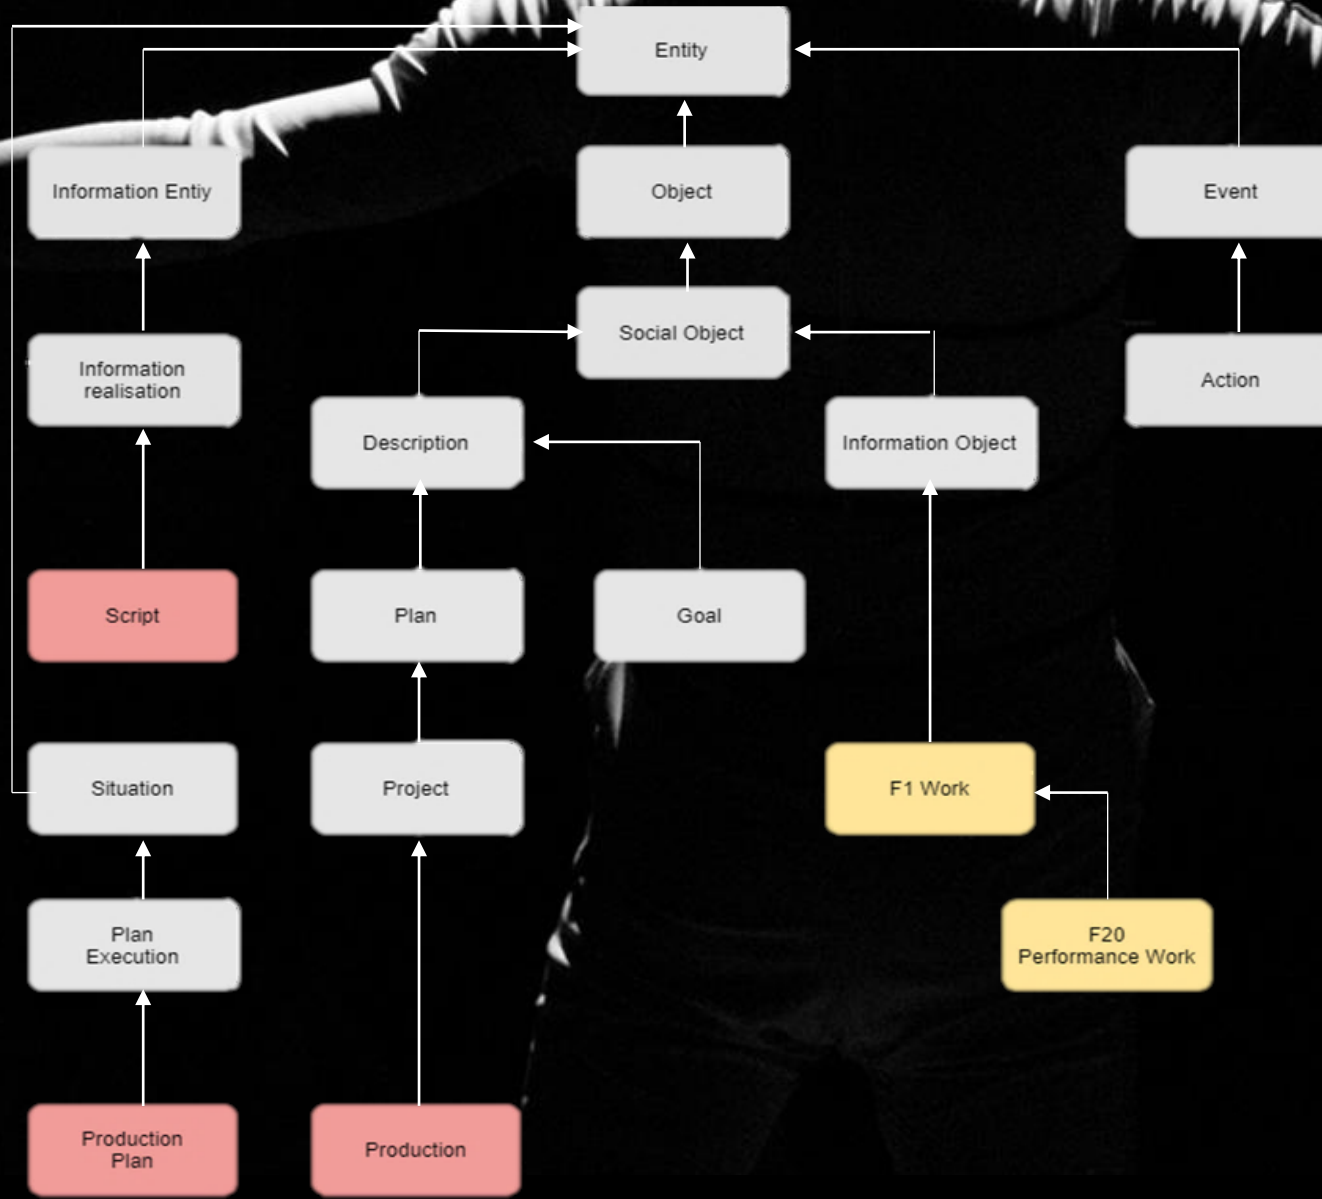 Entity
Information Entiy
Object
Event
Social Object
Information
realisation
Action
Description
Information Object
Script
Plan
Goal
Situation
Project
F1 Work
Plan
Execution
F20
Performance Work
Production
Plan
Production